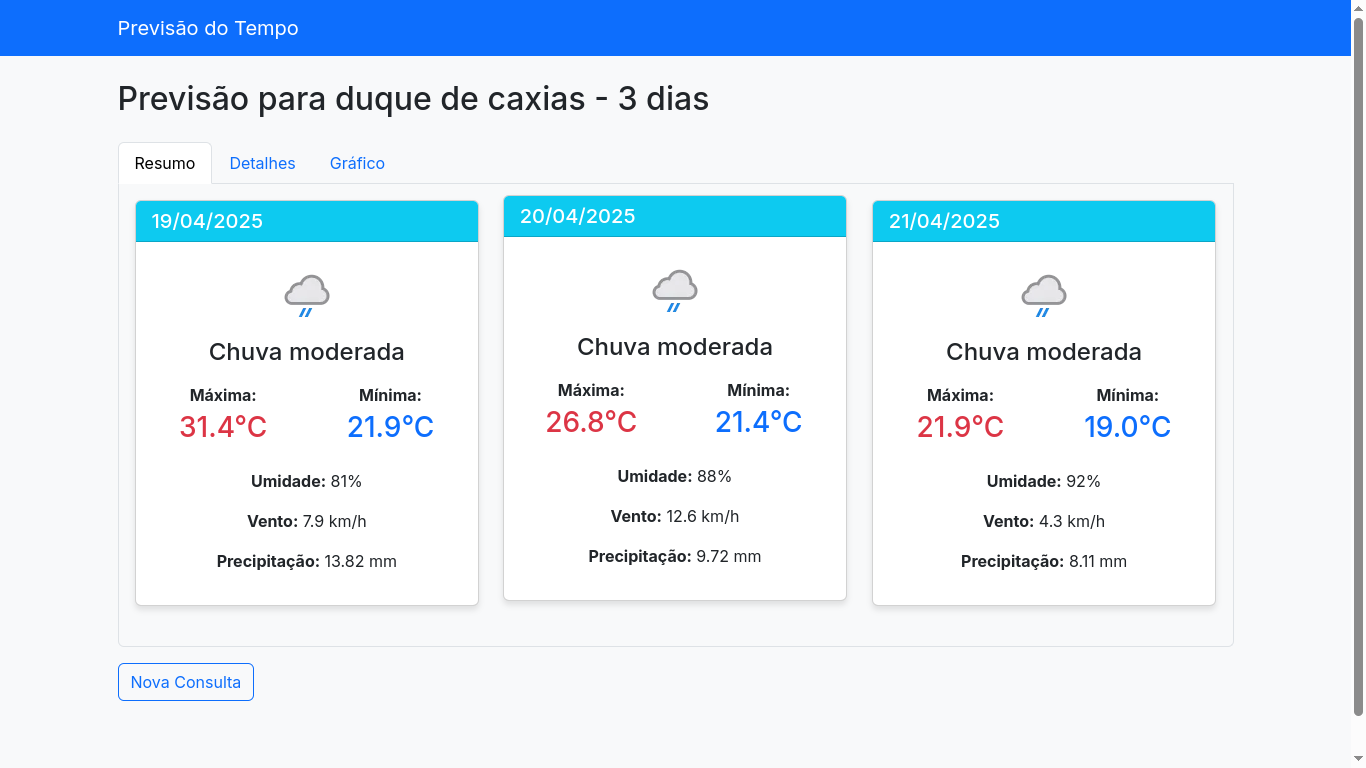 Previsão do Tempo
Previsão para duque de caxias - 3 dias
Resumo Detalhes Gráfico
19/04/2025
Chuva moderada
Máxima: Mínima:
31.4°C 21.9°C
Umidade: 81%
Vento: 7.9 km/h
Precipitação: 13.82 mm
20/04/2025
Chuva moderada
Máxima: Mínima:
26.8°C 21.4°C
Umidade: 88%
Vento: 12.6 km/h
Precipitação: 9.72 mm
21/04/2025
Chuva moderada
Máxima: Mínima:
21.9°C 19.0°C
Umidade: 92%
Vento: 4.3 km/h
Precipitação: 8.11 mm
Nova Consulta